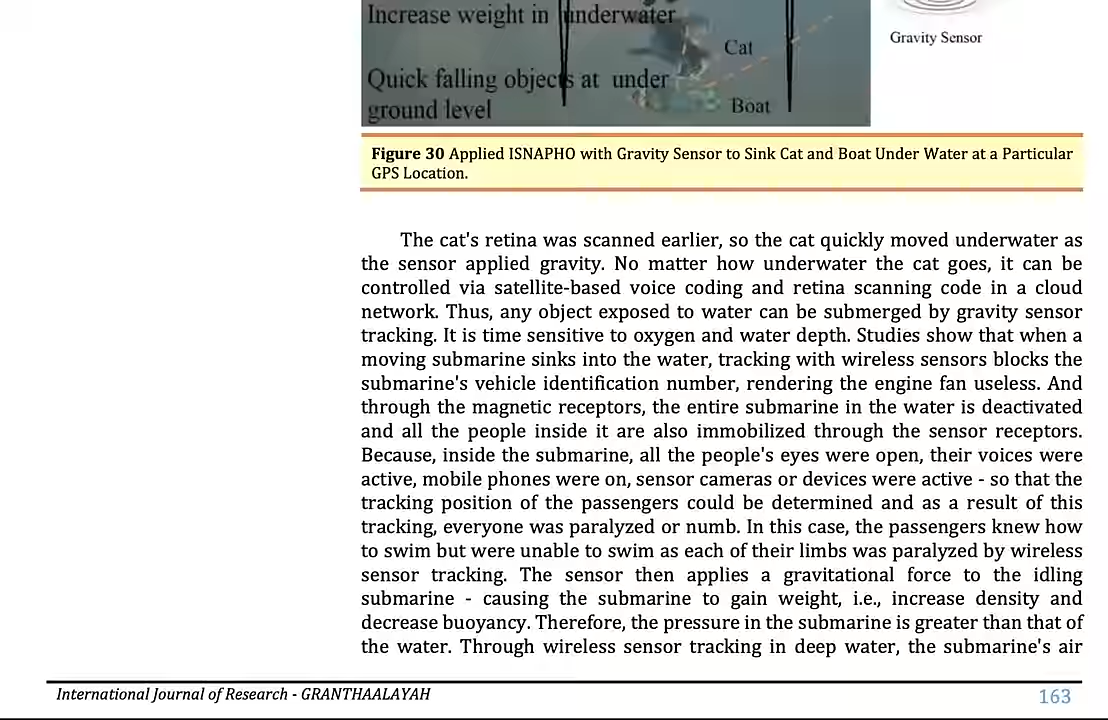 Increase weight in underwater
Cat
Gravity Sensor
Quick falling objects at under
ground level
Boat
Figure 30 Applied ISNAPHO with Gravity Sensor to Sink Cat and Boat Under Water at a Particular
GPS Location.
The cat's retina was scanned earlier, so the cat quickly moved underwater as
the sensor applied gravity. No matter how underwater the cat goes, it can be
controlled via satellite-based voice coding and retina scanning code in a cloud
network. Thus, any object exposed to water can be submerged by gravity sensor
tracking. It is time sensitive to oxygen and water depth. Studies show that when a
moving submarine sinks into the water, tracking with wireless sensors blocks the
submarine's vehicle identification number, rendering the engine fan useless. And
through the magnetic receptors, the entire submarine in the water is deactivated
and all the people inside it are also immobilized through the sensor receptors.
Because, inside the submarine, all the people's eyes were open, their voices were
active, mobile phones were on, sensor cameras or devices were active - so that the
tracking position of the passengers could be determined and as a result of this
tracking, everyone was paralyzed or numb. In this case, the passengers knew how
to swim but were unable to swim as each of their limbs was paralyzed by wireless
sensor tracking. The sensor then applies a gravitational force to the idling
submarine - causing the submarine to gain weight, i.e., increase density and
decrease buoyancy. Therefore, the pressure in the submarine is greater than that of
the water. Through wireless sensor tracking in deep water, the submarine's air
International Journal of Research - GRANTHAALAYAH
163